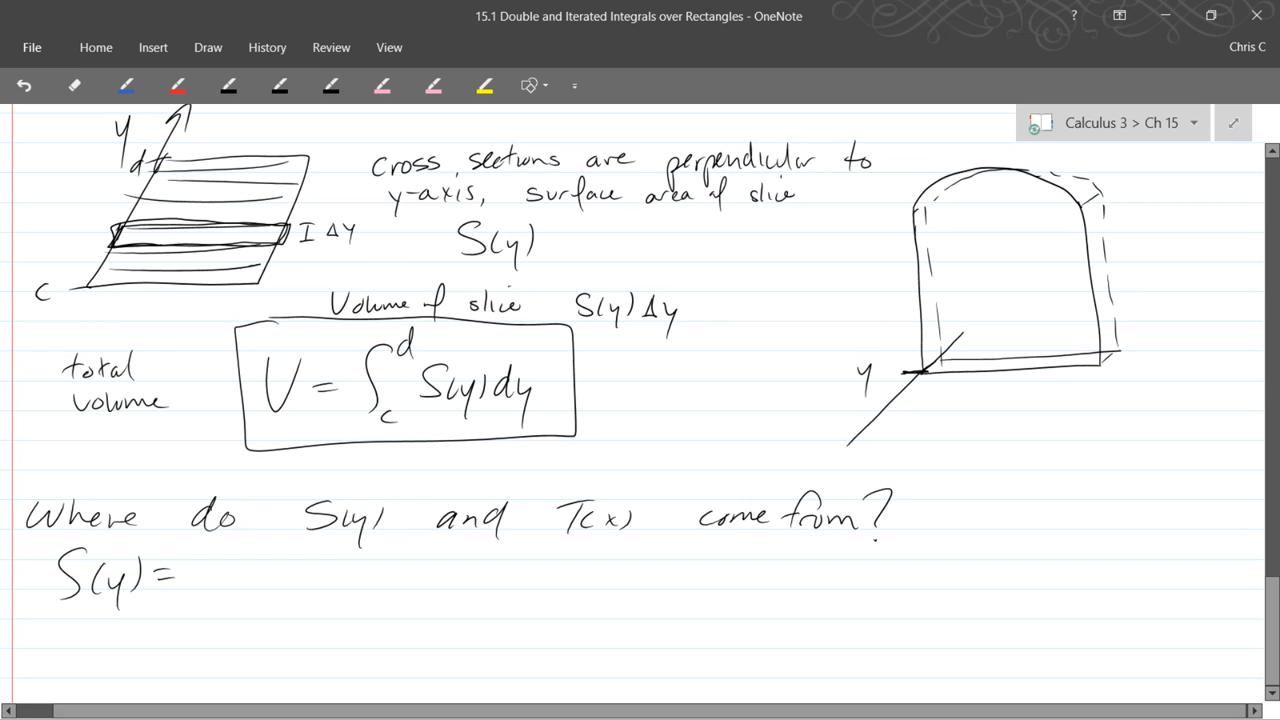 15.1 Double and Iterated Integrals over Rectangles - OneNote
File Home Insert Draw History Review View
Chris C
Calculus 3 > Ch 15
y
d
cross sections are perpendicular to
y-axis, surface area of slice
I Δy
S(y)
c
Volume of slice S(y)Δy
total
volume
V = ∫_c^d S(y)dy
y
Where do S(y) and T(x) come from?
S(y)=